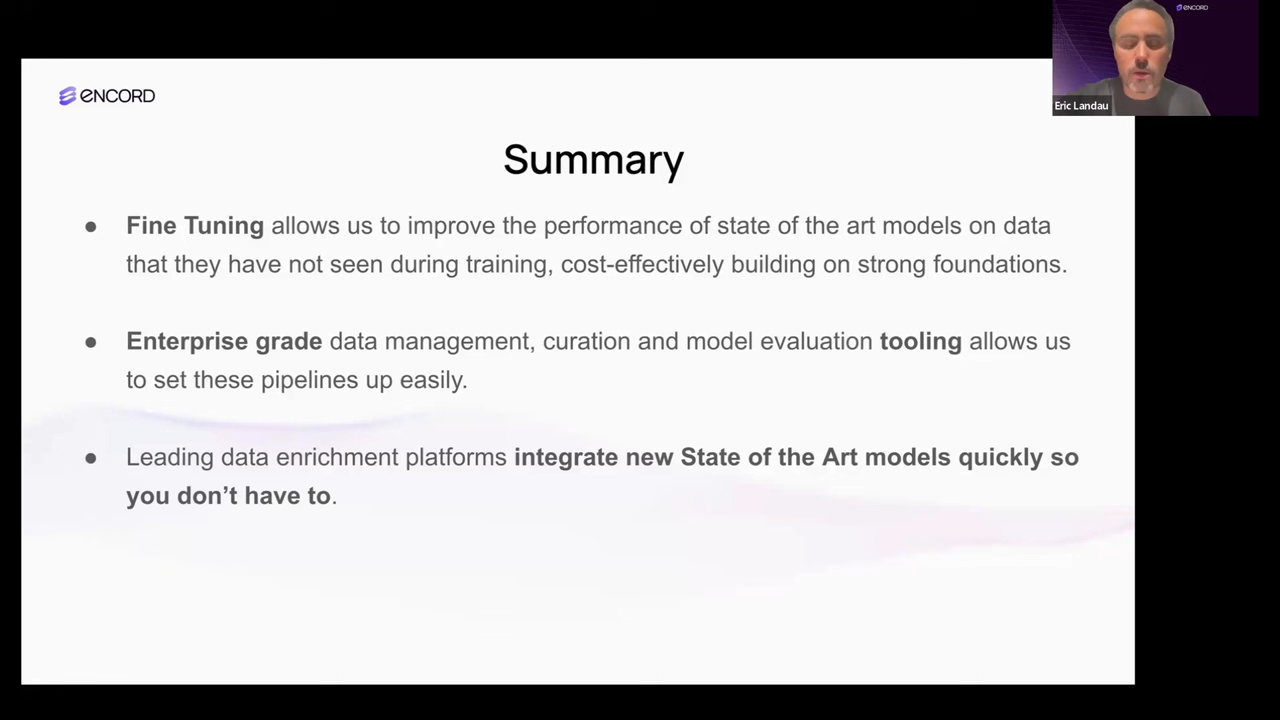 ENCORD
Eric Landau
ENCORD
Summary
● Fine Tuning allows us to improve the performance of state of the art models on data
that they have not seen during training, cost-effectively building on strong foundations.
● Enterprise grade data management, curation and model evaluation tooling allows us
to set these pipelines up easily.
● Leading data enrichment platforms integrate new State of the Art models quickly so
you don’t have to.